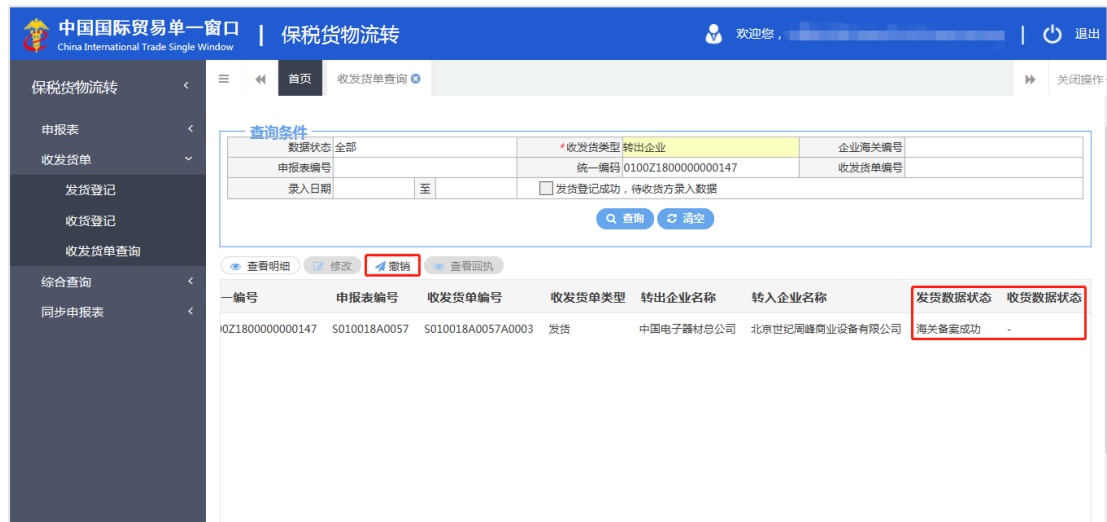 中国国际贸易单一窗口 | 保税货物流转
China International Trade Single Window
欢迎您， | 退出
保税货物流转
申报表
收发货单
发货登记
收货登记
收发货单查询
综合查询
同步申报表
首页 收发货单查询 关闭操作
查询条件
数据状态 全部 *收发货类型 转出企业 企业海关编号
申报表编号 统一编码 0100Z1800000000147 收发货单编号
录入日期 至 发货登记成功，待收货方录入数据
查询 清空
查看明细 修改 撤销 查看回执
一编号 申报表编号 收发货单编号 收发货单类型 转出企业名称 转入企业名称 发货数据状态 收货数据状态
0Z1800000000147 S010018A0057 S010018A0057A0003 发货 中国电子器材总公司 北京世纪周峰商业设备有限公司 海关备案成功 -